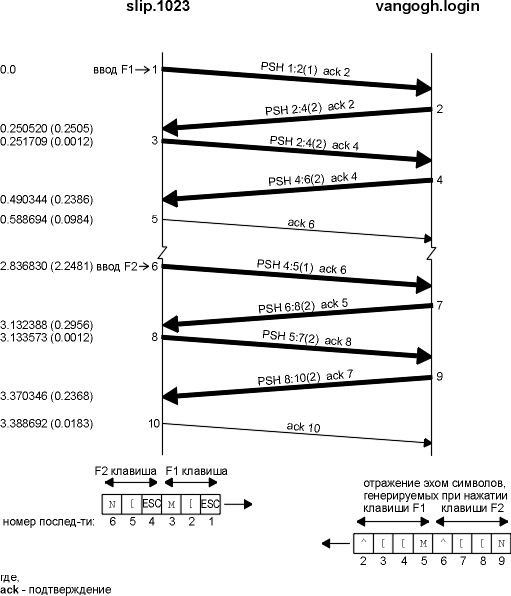 slip.1023 vangogh.login
0.0 ввод F1 1 PSH 1:2(1) ack 2
PSH 2:4(2) ack 2 2
0.250520 (0.2505)
0.251709 (0.0012) 3 PSH 2:4(2) ack 4
PSH 4:6(2) ack 4 4
0.490344 (0.2386)
0.588694 (0.0984) 5 ack 6
2.836830 (2.2481) ввод F2 6 PSH 4:5(1) ack 6
PSH 6:8(2) ack 5 7
3.132388 (0.2956)
3.133573 (0.0012) 8 PSH 5:7(2) ack 8
PSH 8:10(2) ack 7 9
3.370346 (0.2368)
3.388692 (0.0183) 10 ack 10
F2 клавиша F1 клавиша
N [ ESC M [ ESC
номер послед-ти: 6 5 4 3 2 1
отражение эхом символов,
генерируемых при нажатии
клавиши F1 клавиши F2
^ [ [ M ^ [ [ N
2 3 4 5 6 7 8 9
где,
ack - подтверждение